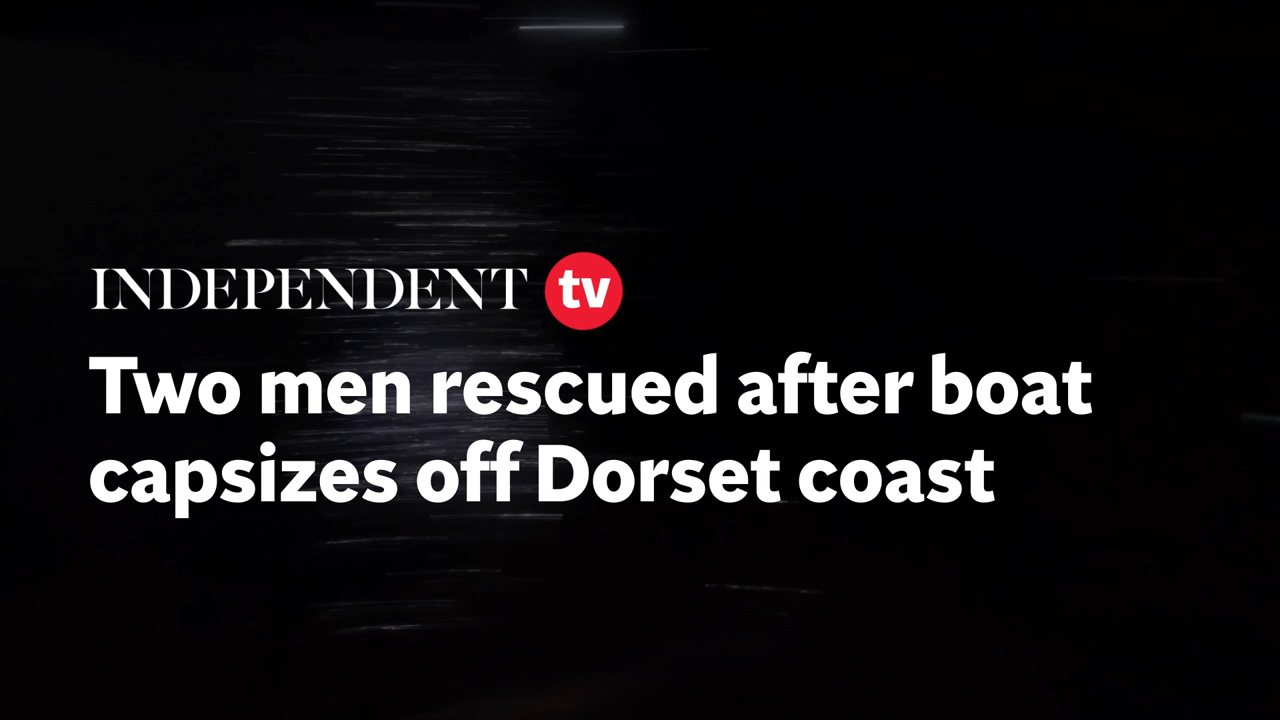 INDEPENDENT tv
Two men rescued after boat
capsizes off Dorset coast